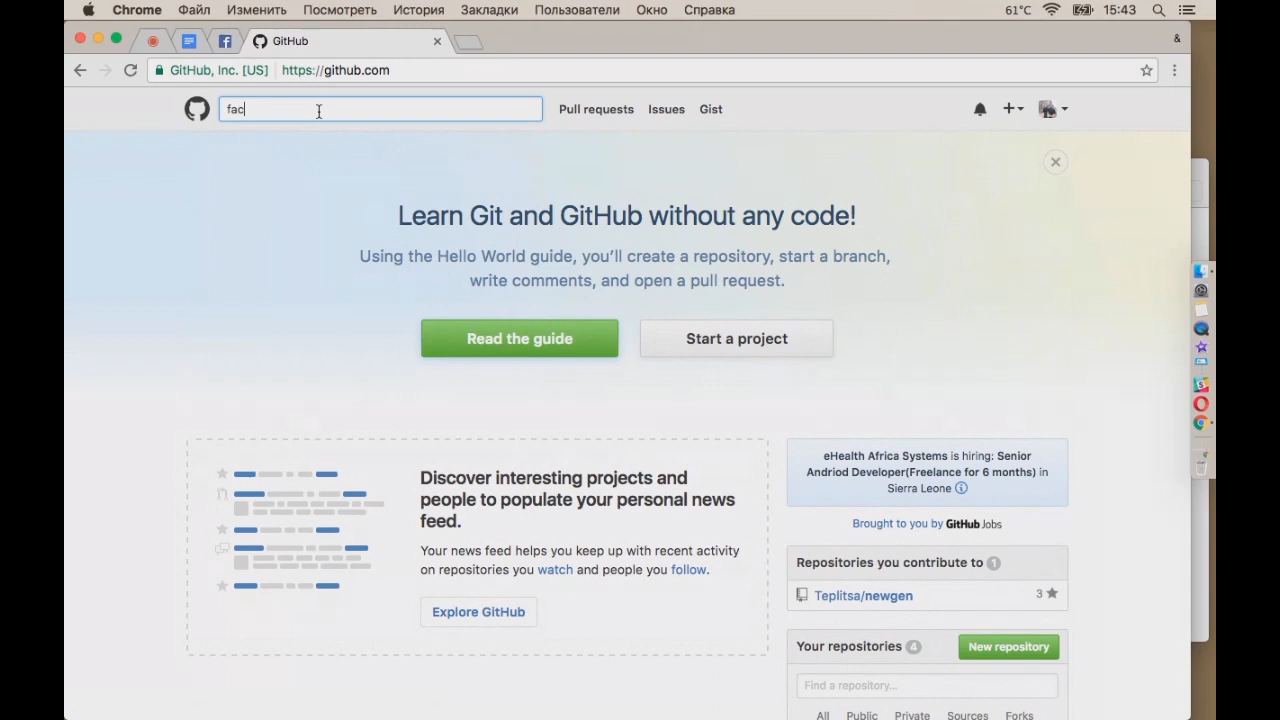 Chrome Файл Изменить Просмотреть История Закладки Пользователи Окно Справка 61°C 15:43
GitHub
GitHub, Inc. [US] https://github.com
fac Pull requests Issues Gist
Learn Git and GitHub without any code!
Using the Hello World guide, you’ll create a repository, start a branch,
write comments, and open a pull request.
Read the guide Start a project
Discover interesting projects and
people to populate your personal news
feed.
Your news feed helps you keep up with recent activity
on repositories you watch and people you follow.
Explore GitHub
eHealth Africa Systems is hiring: Senior
Andriod Developer(Freelance for 6 months) in
Sierra Leone
Brought to you by GitHub Jobs
Repositories you contribute to 1
Teplitsa/newgen 3
Your repositories 4 New repository
Find a repository...
All Public Private Sources Forks